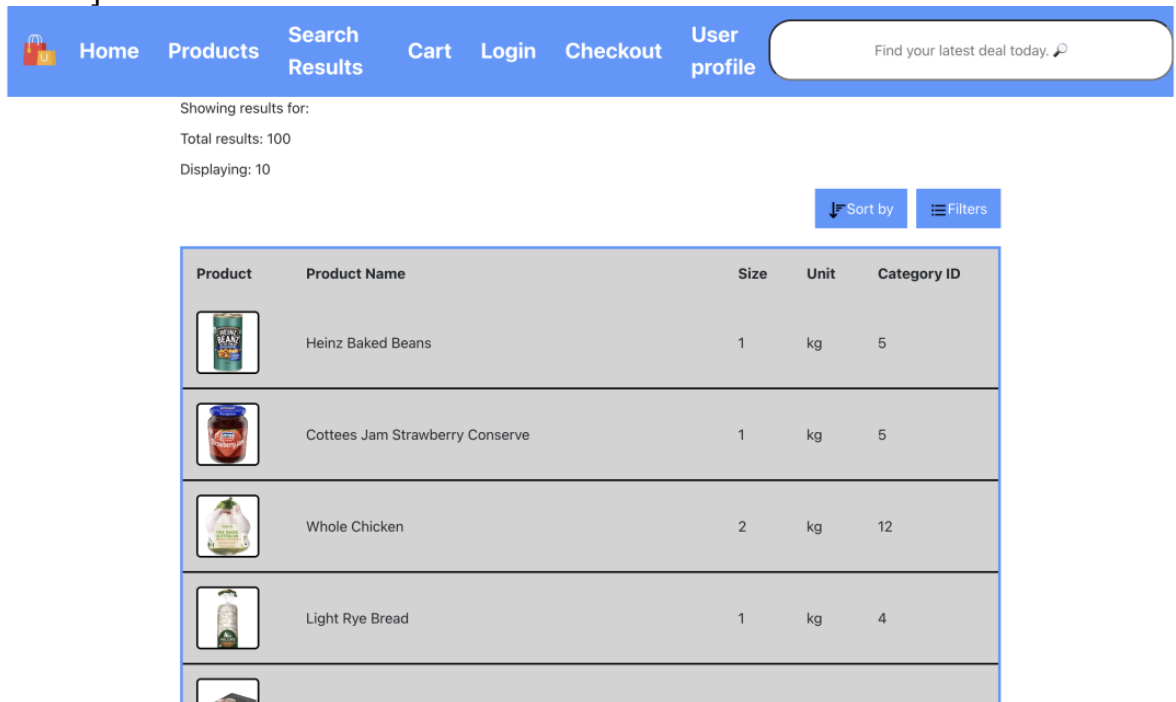 ]
U
Home Products Search Results Cart Login Checkout User profile Find your latest deal today.
Showing results for:
Total results: 100
Displaying: 10
Sort by Filters
Product Product Name Size Unit Category ID
HEINZ
BEANZ
Heinz Baked Beans 1 kg 5
Cottees Jam Strawberry Conserve 1 kg 5
Whole Chicken 2 kg 12
Light Rye Bread 1 kg 4